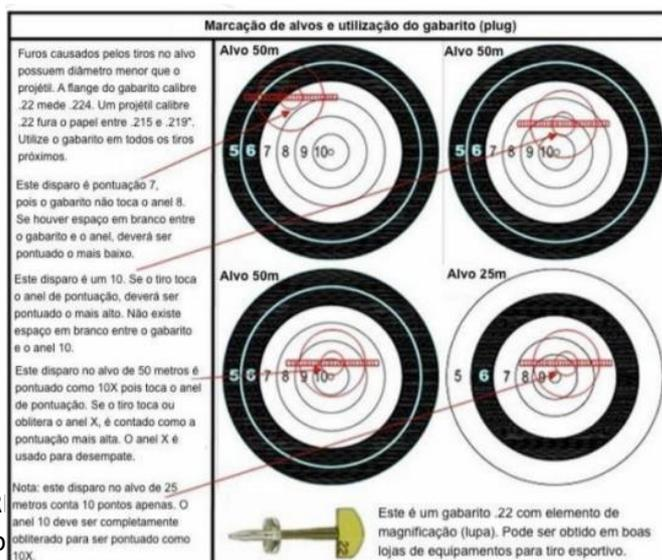 Marcação de alvos e utilização do gabarito (plug)
Furos causados pelos tiros no alvo
possuem diâmetro menor que o
projétil. A flange do gabarito calibre
.22 mede .224. Um projétil calibre
.22 fura o papel entre .215 e .219".
Utilize o gabarito em todos os tiros
próximos.
Este disparo é pontuação 7,
pois o gabarito não toca o anel 8.
Se houver espaço em branco entre
o gabarito e o anel, deverá ser
pontuado o mais baixo.
Este disparo é um 10. Se o tiro toca
o anel de pontuação, deverá ser
pontuado o mais alto. Não existe
espaço em branco entre o gabarito
e o anel 10.
Este disparo no alvo de 50 metros é
pontuado como 10X pois toca o anel
de pontuação. Se o tiro toca ou
oblitera o anel X, é contado como a
pontuação mais alta. O anel X é
usado para desempate.
Nota: este disparo no alvo de 25
metros conta 10 pontos apenas. O
anel 10 deve ser completamente
obliterado para ser pontuado como
10X.
Alvo 50m
5 6 7 8 9 10
Alvo 50m
5 6 7 8 9 10
Alvo 50m
5 6 7 8 9 10
Alvo 25m
5 6 7 8 9
22
Este é um gabarito .22 com elemento de
magnificação (lupa). Pode ser obtido em boas
lojas de equipamentos para tiro esportivo.